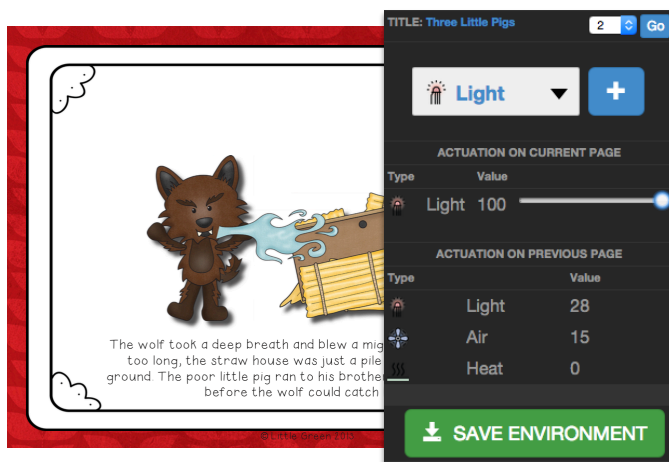 TITLE: Three Little Pigs 2 Go
Light +
ACTUATION ON CURRENT PAGE
Type Value
Light 100
ACTUATION ON PREVIOUS PAGE
Type Value
Light 28
Air 15
Heat 0
SAVE ENVIRONMENT
The wolf took a deep breath and blew a
too long, the straw house was just a pile
ground. The poor little pig ran to his brother
before the wolf could catch
© Little Green 2015